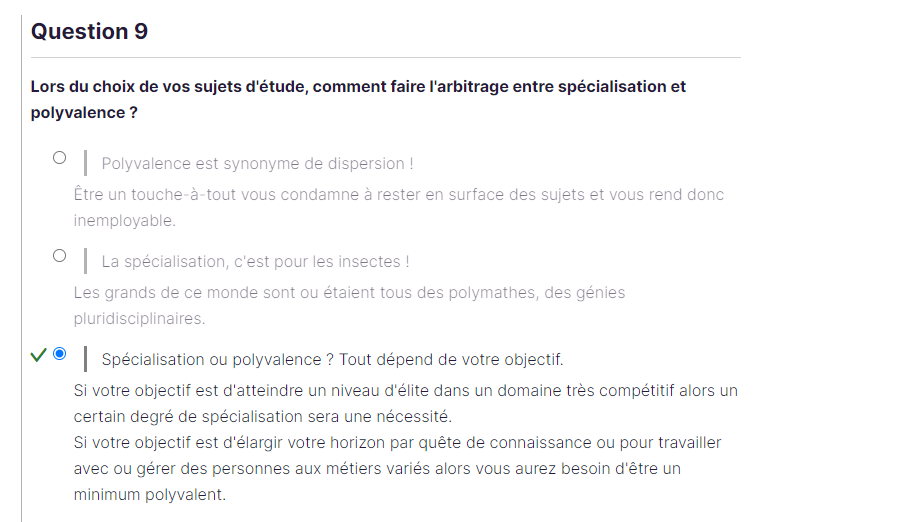 Question 9
Lors du choix de vos sujets d'étude, comment faire l'arbitrage entre spécialisation et
polyvalence ?
Polyvalence est synonyme de dispersion !
Être un touche-à-tout vous condamne à rester en surface des sujets et vous rend donc
inemployable.
La spécialisation, c'est pour les insectes !
Les grands de ce monde sont ou étaient tous des polymathes, des génies
pluridisciplinaires.
Spécialisation ou polyvalence ? Tout dépend de votre objectif.
Si votre objectif est d'atteindre un niveau d'élite dans un domaine très compétitif alors un
certain degré de spécialisation sera une nécessité.
Si votre objectif est d'élargir votre horizon par quête de connaissance ou pour travailler
avec ou gérer des personnes aux métiers variés alors vous aurez besoin d'être un
minimum polyvalent.